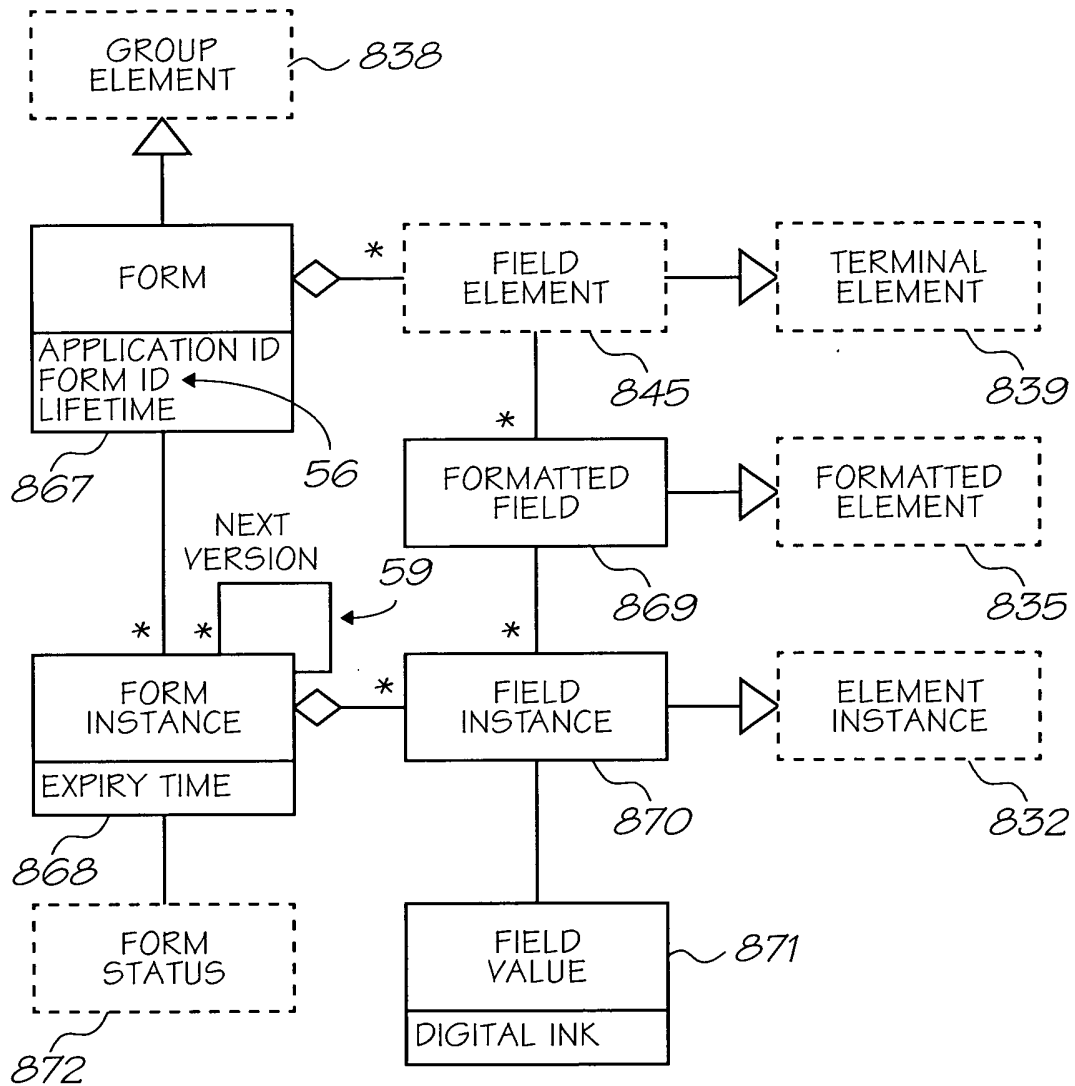 GROUP
ELEMENT
838
FORM
*
FIELD
ELEMENT
TERMINAL
ELEMENT
APPLICATION ID
FORM ID
LIFETIME
845
839
867
56
*
FORMATTED
FIELD
FORMATTED
ELEMENT
NEXT
VERSION
59
869
835
*
*
*
FORM
INSTANCE
*
FIELD
INSTANCE
ELEMENT
INSTANCE
EXPIRY TIME
870
832
868
FORM
STATUS
FIELD
VALUE
871
DIGITAL INK
872